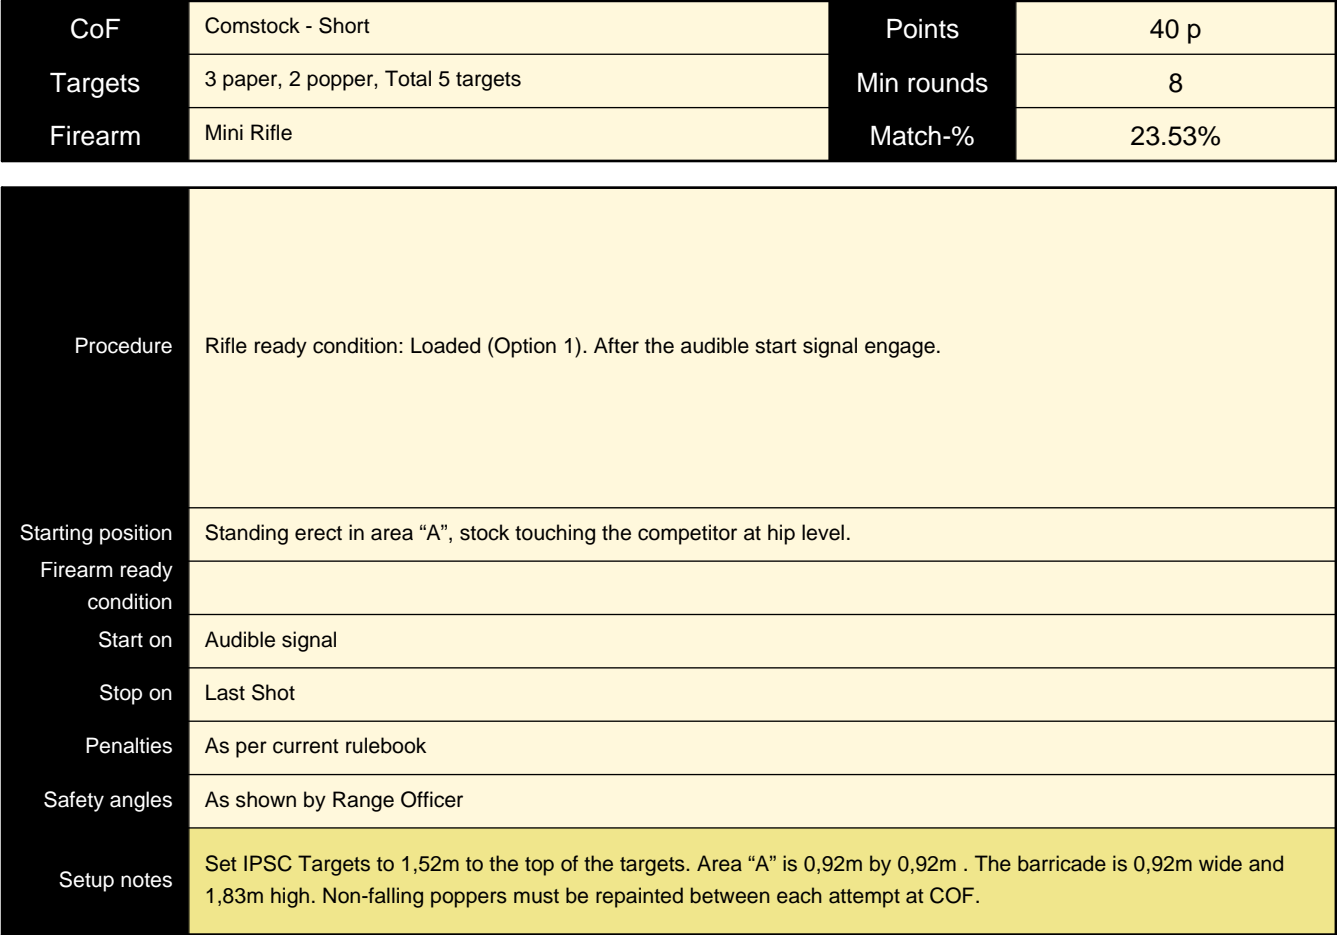 CoF Comstock - Short Points 40 p
Targets 3 paper, 2 popper, Total 5 targets Min rounds 8
Firearm Mini Rifle Match-% 23.53%
Procedure Rifle ready condition: Loaded (Option 1). After the audible start signal engage.
Starting position Standing erect in area “A”, stock touching the competitor at hip level.
Firearm ready
condition
Start on Audible signal
Stop on Last Shot
Penalties As per current rulebook
Safety angles As shown by Range Officer
Setup notes Set IPSC Targets to 1,52m to the top of the targets. Area “A” is 0,92m by 0,92m . The barricade is 0,92m wide and
1,83m high. Non-falling poppers must be repainted between each attempt at COF.